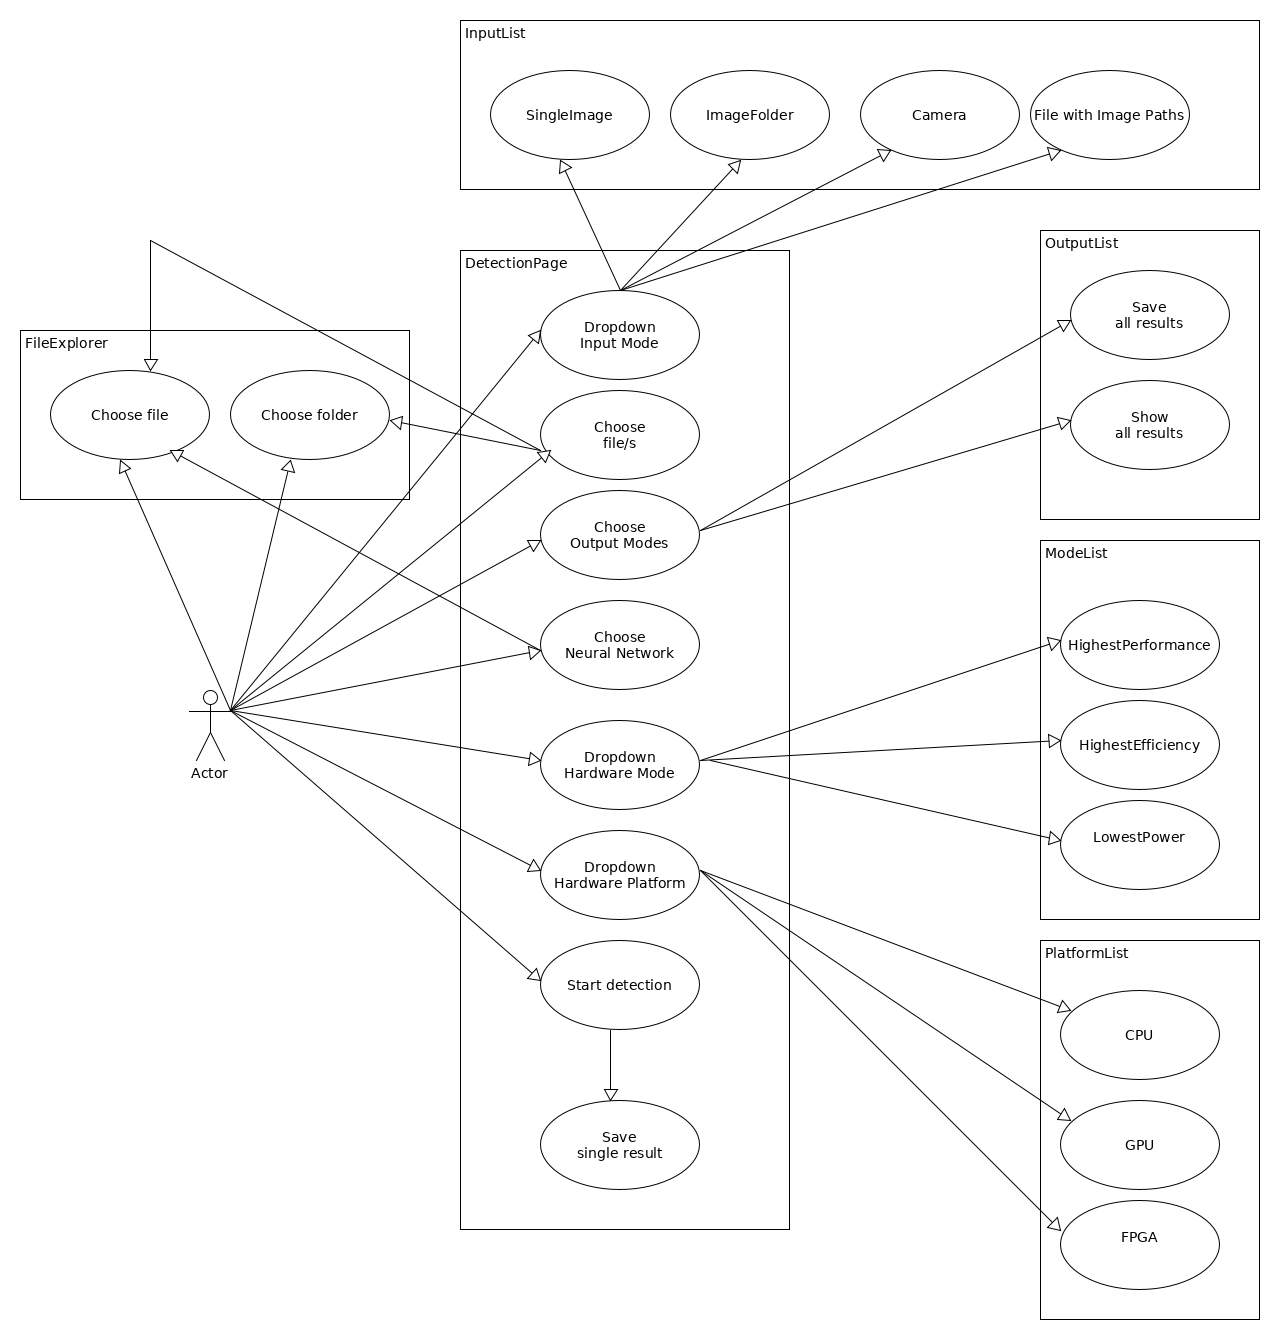 InputList
SingleImage
ImageFolder
Camera
File with Image Paths
OutputList
Save
all results
Show
all results
DetectionPage
Dropdown
Input Mode
Choose
file/s
Choose
Output Modes
Choose
Neural Network
Dropdown
Hardware Mode
Dropdown
Hardware Platform
Start detection
Save
single result
FileExplorer
Choose file
Choose folder
Actor
ModeList
HighestPerformance
HighestEfficiency
LowestPower
PlatformList
CPU
GPU
FPGA